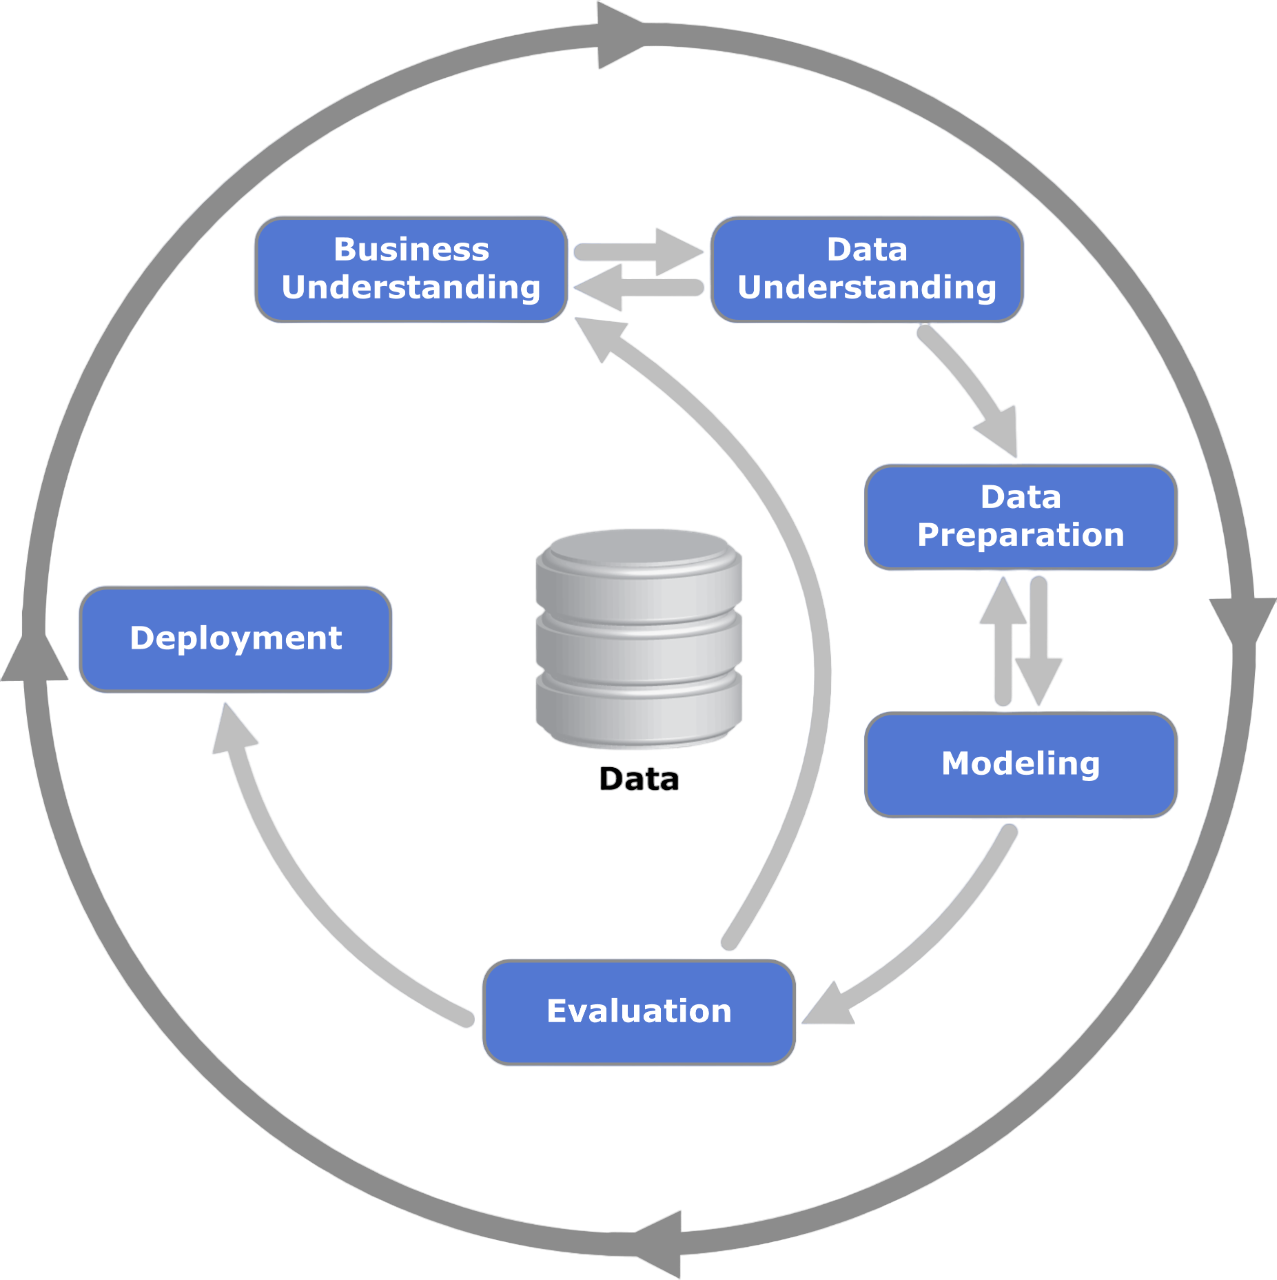 Business
Understanding
Data
Understanding
Data
Preparation
Modeling
Evaluation
Deployment
Data